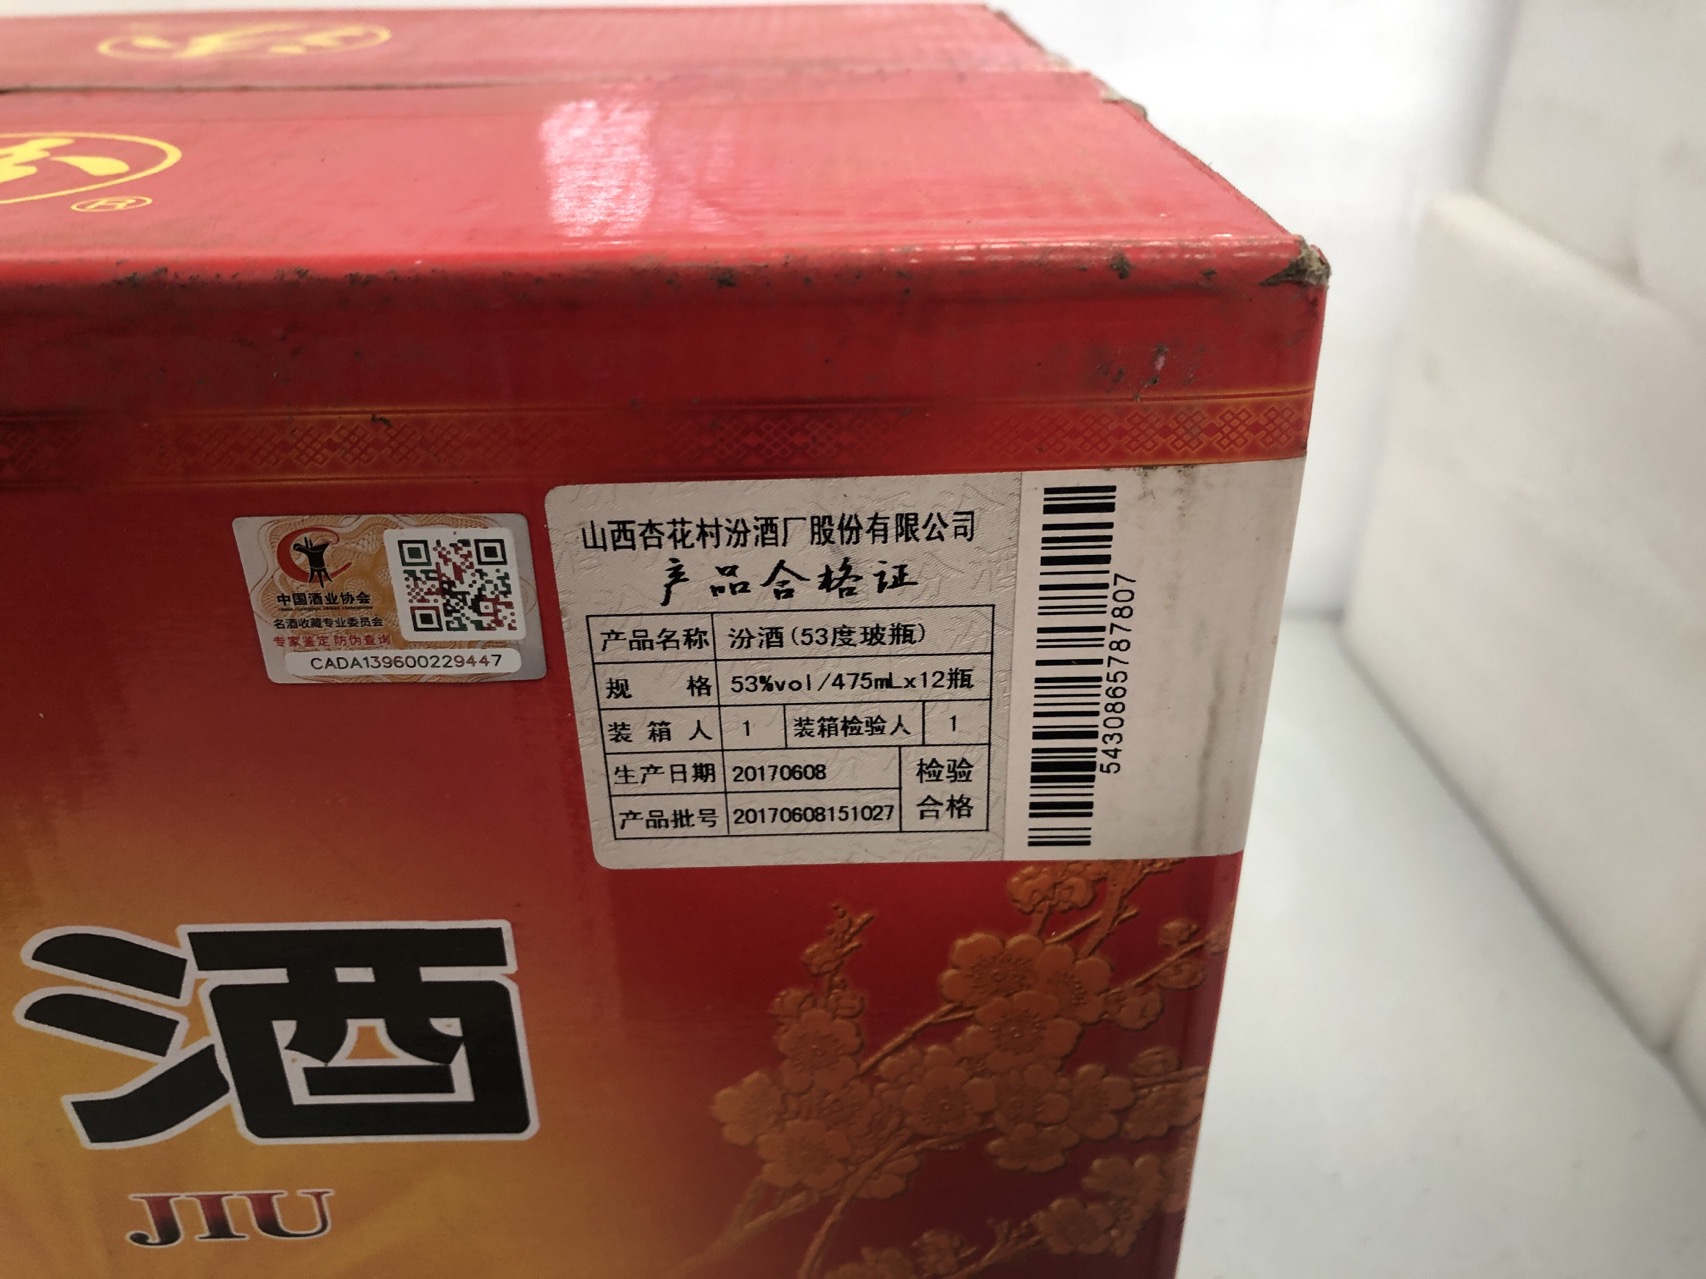 ®
中国酒业协会
名酒收藏专业委员会
专家鉴定防伪查询
CADA139600229447
山西杏花村汾酒厂股份有限公司
产品合格证
产品名称 汾酒(53度玻瓶)
规 格 53%vol/475mLx12瓶
装箱人 1 装箱检验人 1
生产日期 20170608 检验
产品批号 20170608151027 合格
5430865787807
酒
JIU